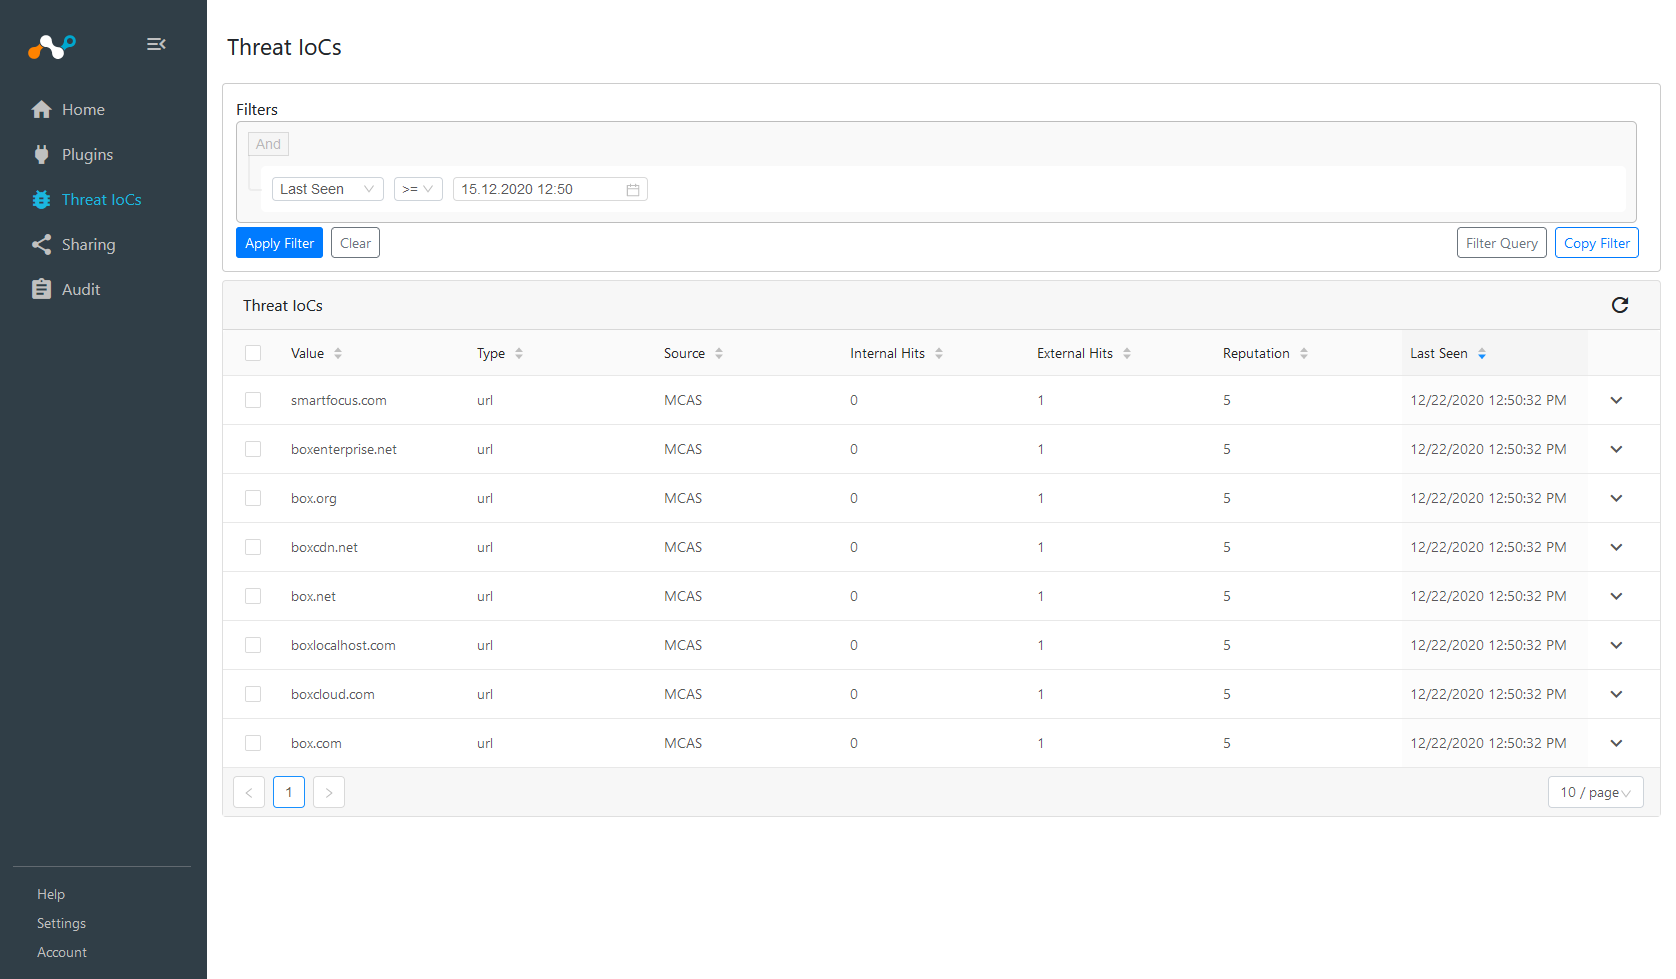 Threat IoCs
Home
Plugins
Threat IoCs
Sharing
Audit
Help
Settings
Account
Filters
And
Last Seen >= 15.12.2020 12:50
Apply Filter Clear Filter Query Copy Filter
Threat IoCs
Value Type Source Internal Hits External Hits Reputation Last Seen
smartfocus.com url MCAS 0 1 5 12/22/2020 12:50:32 PM
boxenterprise.net url MCAS 0 1 5 12/22/2020 12:50:32 PM
box.org url MCAS 0 1 5 12/22/2020 12:50:32 PM
boxcdn.net url MCAS 0 1 5 12/22/2020 12:50:32 PM
box.net url MCAS 0 1 5 12/22/2020 12:50:32 PM
boxlocalhost.com url MCAS 0 1 5 12/22/2020 12:50:32 PM
boxcloud.com url MCAS 0 1 5 12/22/2020 12:50:32 PM
box.com url MCAS 0 1 5 12/22/2020 12:50:32 PM
< 1 > 10 / page